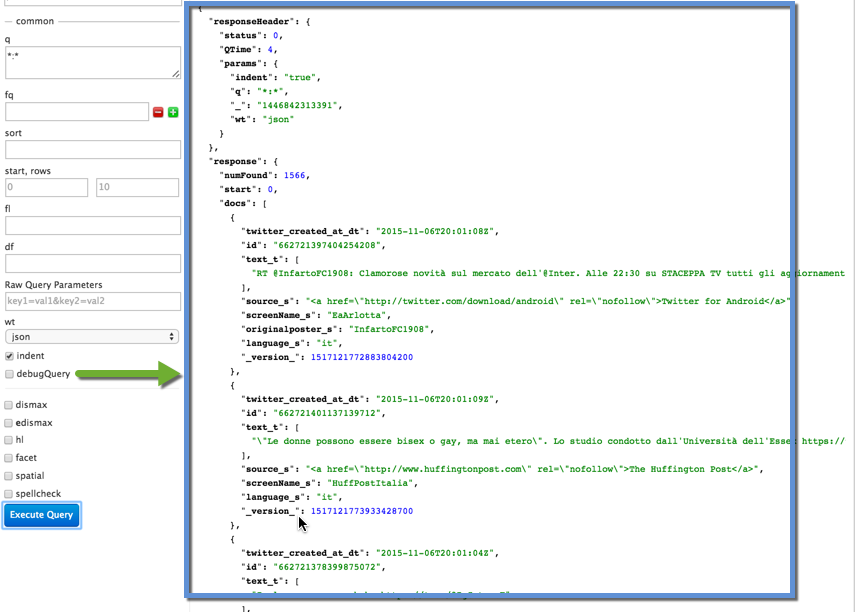 common
q
*:*
fq
sort
start, rows
0
10
fl
df
Raw Query Parameters
key1=val1&key2=val2
wt
json
indent
debugQuery
dismax
edismax
hl
facet
spatial
spellcheck
Execute Query
{
"responseHeader": {
"status": 0,
"QTime": 4,
"params": {
"indent": "true",
"q": "*:*",
"_": "1446842313391",
"wt": "json"
}
},
"response": {
"numFound": 1566,
"start": 0,
"docs": [
{
"twitter_created_at_dt": "2015-11-06T20:01:08Z",
"id": "662721397404254208",
"text_t": [
"RT @InfartoFC1908: Clamorose novità sul mercato dell'@Inter. Alle 22:30 su STACEPPA TV tutti gli aggiornament
],
"source_s": "<a href=\"http://twitter.com/download/android\" rel=\"nofollow\">Twitter for Android</a>"
"screenName_s": "EaArlotta",
"originalposter_s": "InfartoFC1908",
"language_s": "it",
"_version_": 1517121772883804200
},
{
"twitter_created_at_dt": "2015-11-06T20:01:09Z",
"id": "662721401137139712",
"text_t": [
"\"Le donne possono essere bisex o gay, ma mai etero\". Lo studio condotto dall'Università dell'Essex https://
],
"source_s": "<a href=\"http://www.huffingtonpost.com\" rel=\"nofollow\">The Huffington Post</a>",
"screenName_s": "HuffPostItalia",
"language_s": "it",
"_version_": 1517121773933428700
},
{
"twitter_created_at_dt": "2015-11-06T20:01:04Z",
"id": "662721378399875072",
"text_t": [
],